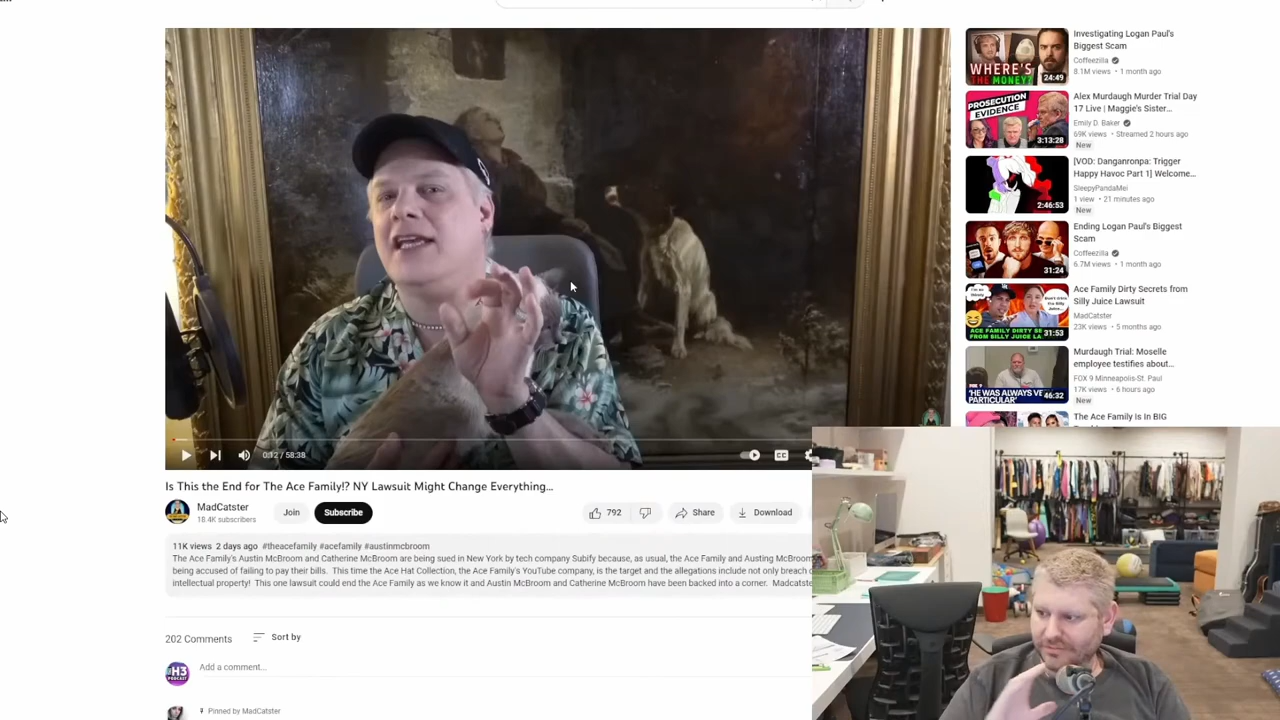 0:12 / 58:38
CC
Is This the End for The Ace Family!? NY Lawsuit Might Change Everything...
MadCatster
18.4K subscribers
Join
Subscribe
792
Share
Download
11K views 2 days ago #theacefamily #acefamily #austinmcbroom
The Ace Family's Austin McBroom and Catherine McBroom are being sued in New York by tech company Subify because, as usual, the Ace Family and Austing McBroom
being accused of failing to pay their bills. This time the Ace Hat Collection, the Ace Family's YouTube company, is the target and the allegations include not only breach
intellectual property! This one lawsuit could end the Ace Family as we know it and Austin McBroom and Catherine McBroom have been backed into a corner. Madcatste
202 Comments
Sort by
H3
PODCAST
Add a comment...
Pinned by MadCatster
WHERE'S
THE MONEY?
24:49
Investigating Logan Paul's
Biggest Scam
Coffeezilla
8.1M views • 1 month ago
PROSECUTION
EVIDENCE
3:13:28
Alex Murdaugh Murder Trial Day
17 Live | Maggie's Sister...
Emily D. Baker
69K views • Streamed 2 hours ago
New
2:46:53
[VOD: Danganronpa: Trigger
Happy Havoc Part 1] Welcome...
SleepyPandaMei
1 view • 21 minutes ago
New
31:24
Ending Logan Paul's Biggest
Scam
Coffeezilla
6.7M views • 1 month ago
ACE FAMILY DIRTY SE
FROM SILLY JUICE LA
31:53
Ace Family Dirty Secrets from
Silly Juice Lawsuit
MadCatster
23K views • 5 months ago
'HE WAS ALWAYS VE
PARTICULAR'
46:32
Murdaugh Trial: Moselle
employee testifies about...
FOX 9 Minneapolis-St. Paul
17K views • 6 hours ago
New
The Ace Family Is In BIG